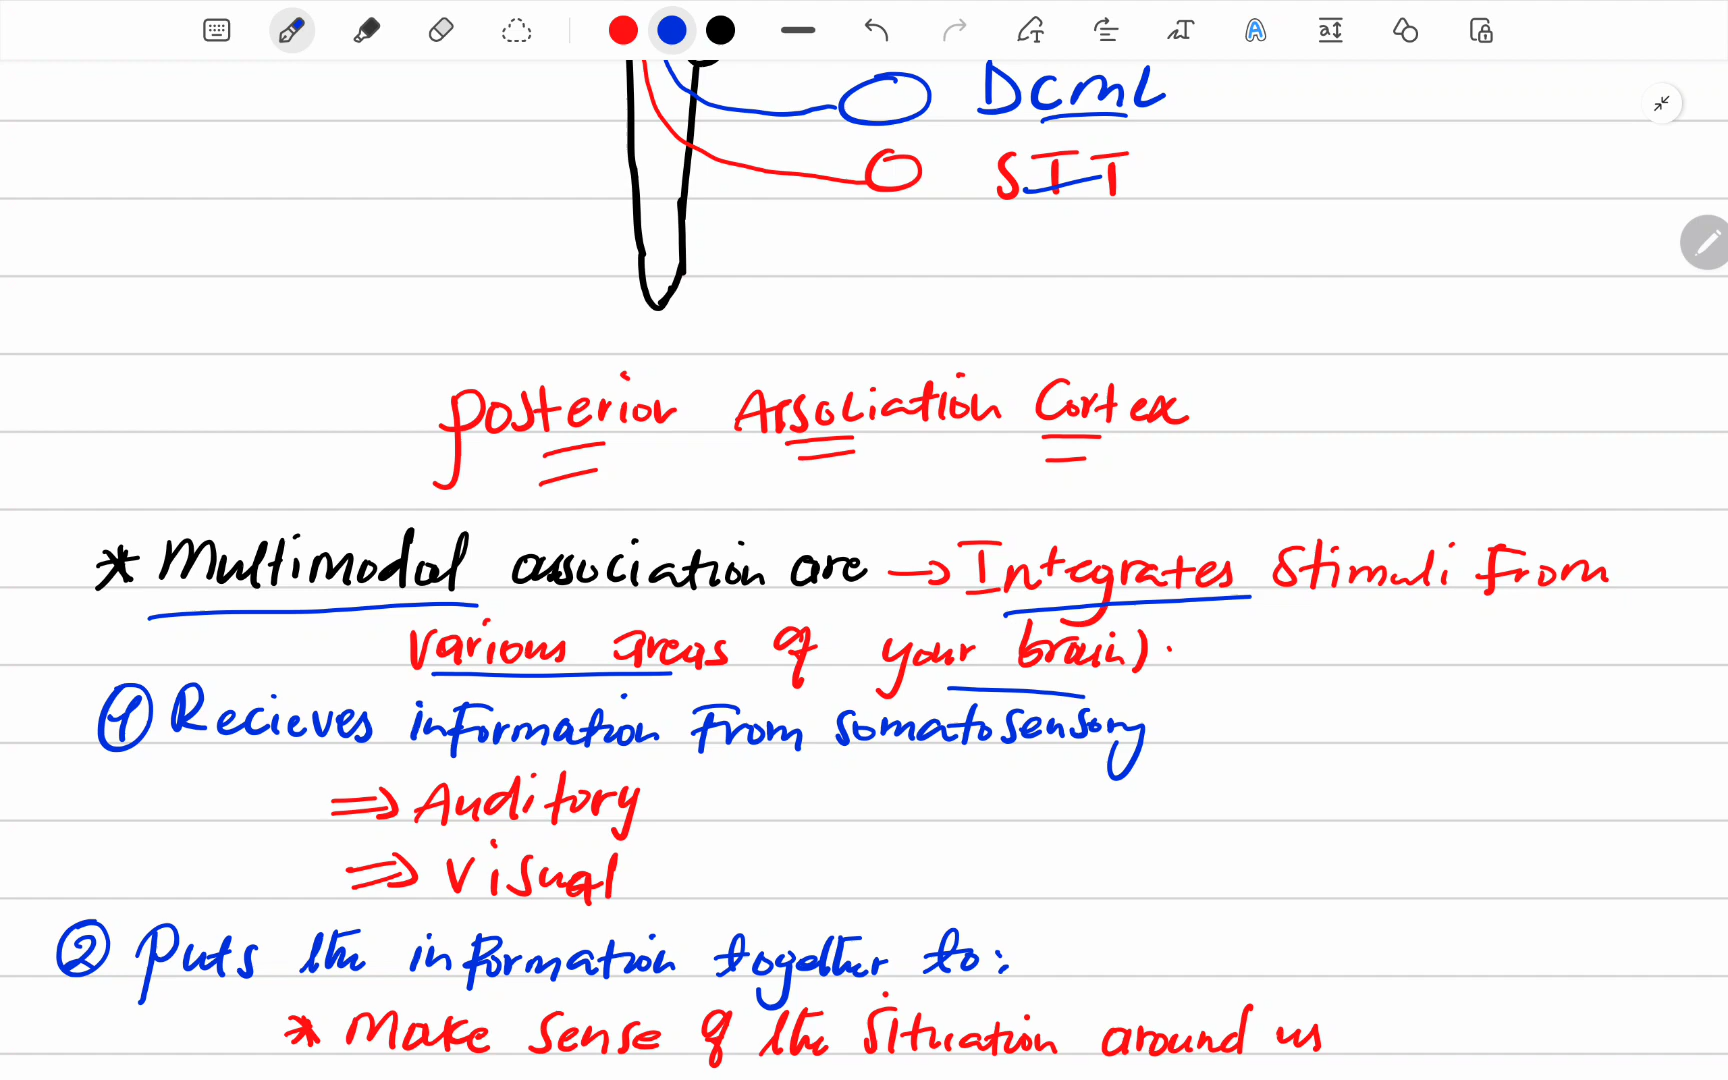 DCML
STT
Posterior Association Cortex
* Multimodal association are → Integrates stimuli from
various areas of your brain).
① Recieves information from somatosensory
⇒ Auditory
⇒ Visual
② Puts the information together to:
* Make sense of the situation around us